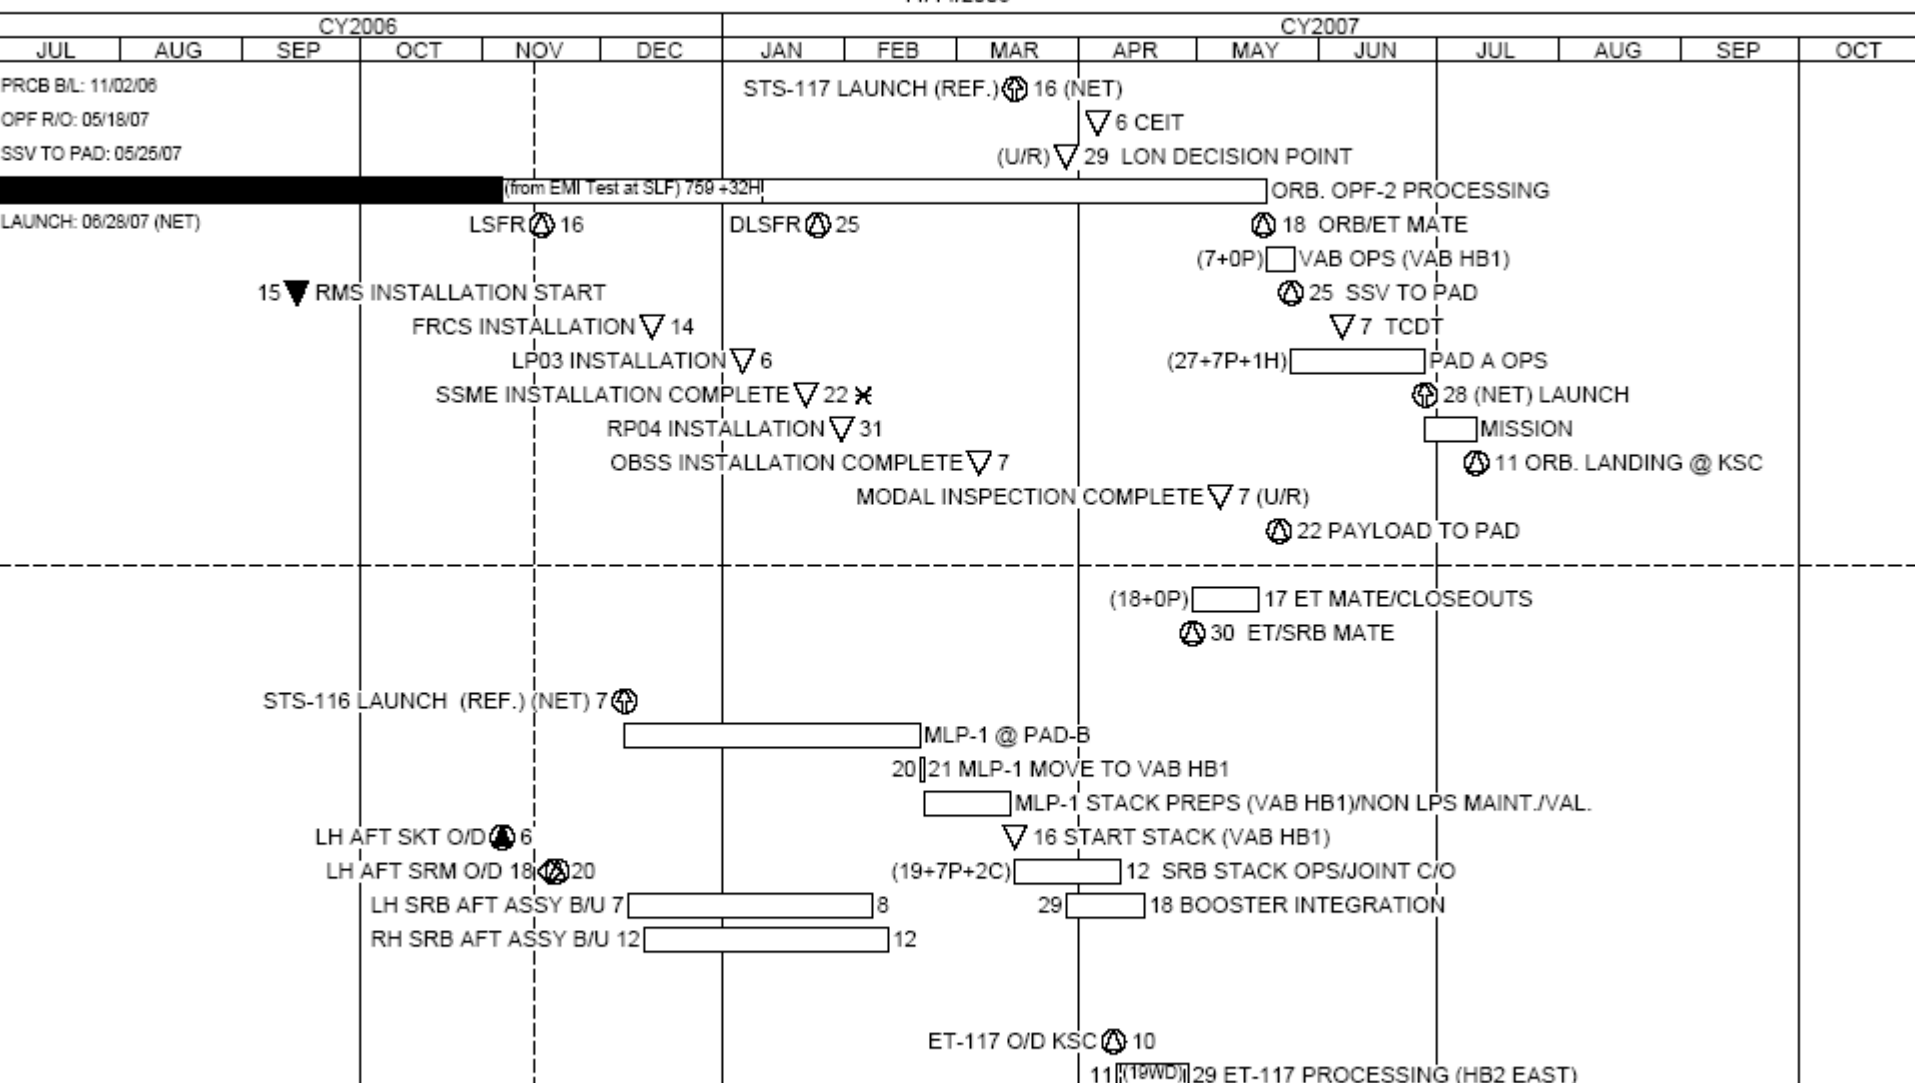 CY2006 CY2007
JUL AUG SEP OCT NOV DEC JAN FEB MAR APR MAY JUN JUL AUG SEP OCT
PRCB B/L: 11/02/06 STS-117 LAUNCH (REF.) 16 (NET)
OPF R/O: 05/18/07 6 CEIT
SSV TO PAD: 05/25/07 (U/R) 29 LON DECISION POINT
(from EMI Test at SLF) 759 +32H ORB. OPF-2 PROCESSING
LAUNCH: 06/28/07 (NET) LSFR 16 DLSFR 25 18 ORB/ET MATE
(7+0P) VAB OPS (VAB HB1)
15 RMS INSTALLATION START 25 SSV TO PAD
FRCS INSTALLATION 14 7 TCDT
LP03 INSTALLATION 6 (27+7P+1H) PAD A OPS
SSME INSTALLATION COMPLETE 22 28 (NET) LAUNCH
RP04 INSTALLATION 31 MISSION
OBSS INSTALLATION COMPLETE 7 11 ORB. LANDING @ KSC
MODAL INSPECTION COMPLETE 7 (U/R)
22 PAYLOAD TO PAD
(18+0P) 17 ET MATE/CLOSEOUTS
30 ET/SRB MATE
STS-116 LAUNCH (REF.) (NET) 7
MLP-1 @ PAD-B
20 21 MLP-1 MOVE TO VAB HB1
MLP-1 STACK PREPS (VAB HB1)/NON LPS MAINT./VAL.
LH AFT SKT O/D 6 16 START STACK (VAB HB1)
LH AFT SRM O/D 18 20 (19+7P+2C) 12 SRB STACK OPS/JOINT C/O
LH SRB AFT ASSY B/U 7 8 29 18 BOOSTER INTEGRATION
RH SRB AFT ASSY B/U 12 12
ET-117 O/D KSC 10
11 (19WD) 29 ET-117 PROCESSING (HB2 EAST)